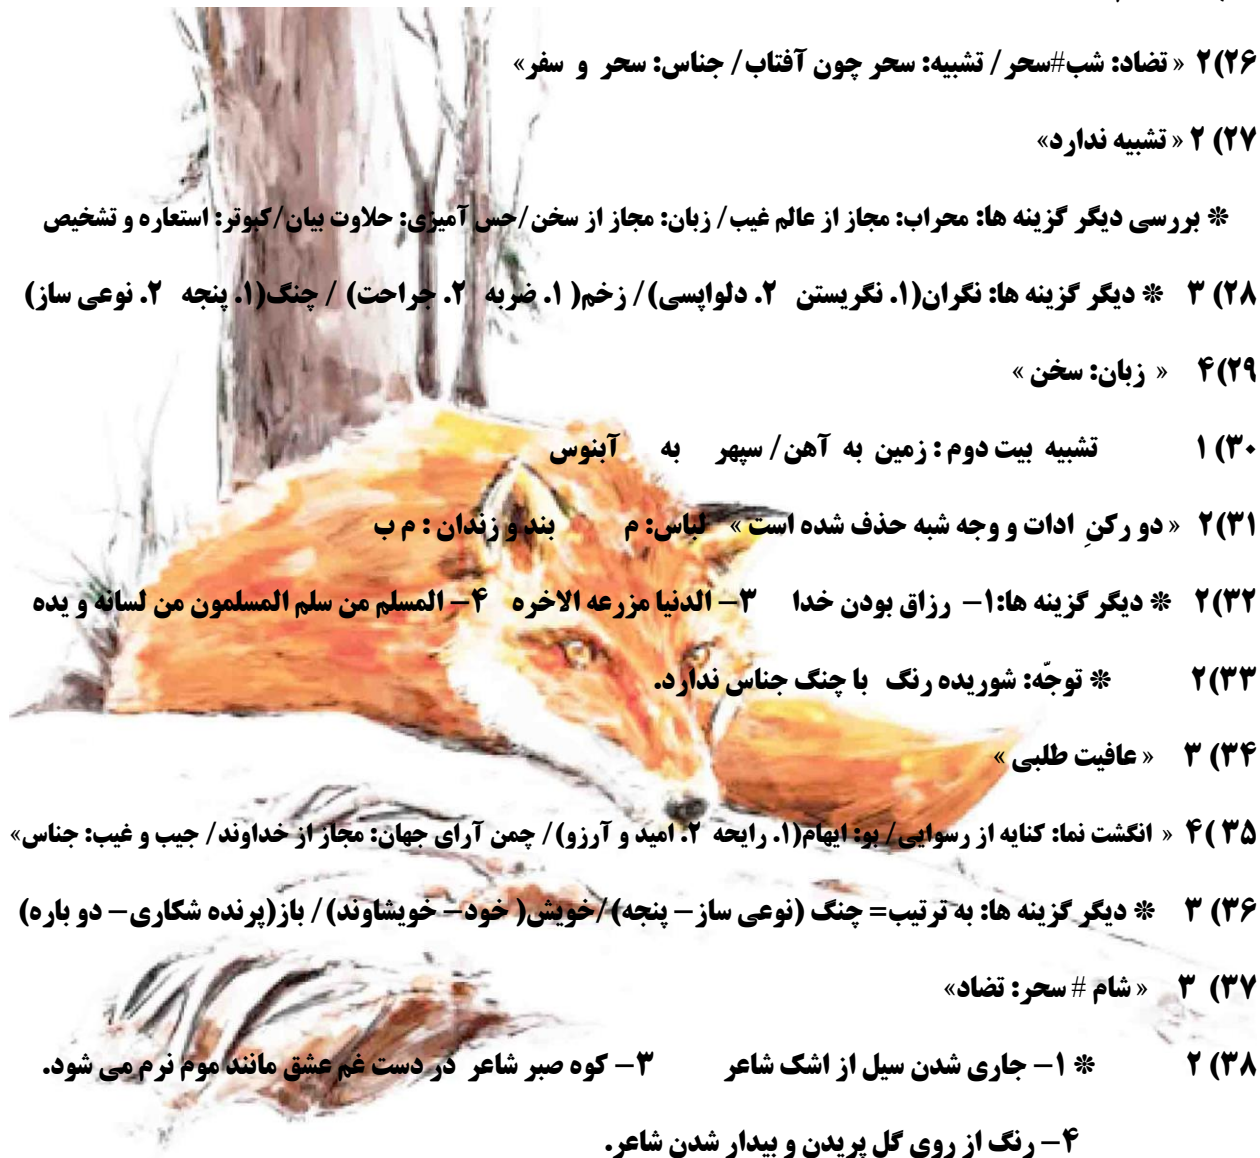 ۲۶)۲ « تضاد: شب#سحر / تشبیه: سحر چون آفتاب/ جناس: سحر و سفر»
۲۷) ۲ « تشبیه ندارد»
* بررسی دیگر گزینه ها: محراب: مجاز از عالم غیب/ زبان: مجاز از سخن/حس آمیزی: حلاوت بیان/کبوتر: استعاره و تشخیص
۲۸) ۳ * دیگر گزینه ها: نگران(۱. نگریستن ۲. دلواپسی)/ زخم( ۱. ضربه ۲. جراحت) / چنگ(۱. پنجه ۲. نوعی ساز)
۲۹)۴ « زبان: سخن »
۳۰) ۱ تشبیه بیت دوم : زمین به آهن/ سپهر به آبنوس
۳۱)۲ « دو رکنِ ادات و وجه شبه حذف شده است » لباس: م بند و زندان : م ب
۳۲)۲ * دیگر گزینه ها:۱– رزاق بودن خدا ۳– الدنیا مزرعه الاخره ۴– المسلم من سلم المسلمون من لسانه و یده
۳۳)۲ * توجّه: شوریده رنگ با چنگ جناس ندارد.
۳۴) ۳ « عافیت طلبی »
۳۵ )۴ « انگشت نما: کنایه از رسوایی/ بو: ایهام(۱. رایحه ۲. امید و آرزو)/ چمن آرای جهان: مجاز از خداوند/ جیب و غیب: جناس»
۳۶) ۳ * دیگر گزینه ها: به ترتیب= چنگ (نوعی ساز – پنجه)/خویش( خود– خویشاوند)/ باز(پرنده شکاری– دو باره)
۳۷) ۳ « شام # سحر: تضاد»
۳۸) ۲ * ۱– جاری شدن سیل از اشک شاعر ۳– کوه صبر شاعر در دست غم عشق مانند موم نرم می شود.
۴– رنگ از روی گل پریدن و بیدار شدن شاعر.